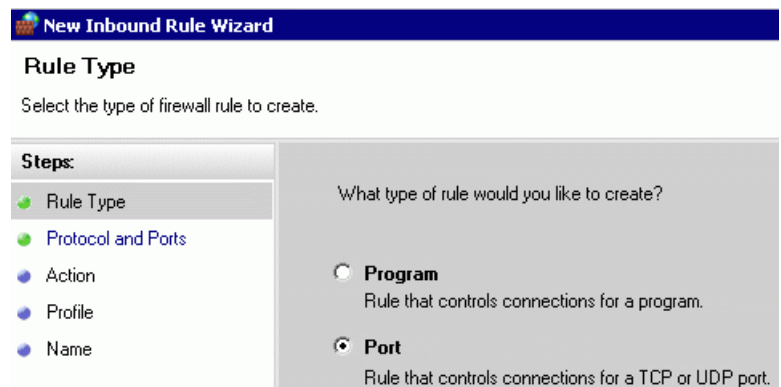 New Inbound Rule Wizard
Rule Type
Select the type of firewall rule to create.
Steps:
Rule Type
Protocol and Ports
Action
Profile
Name
What type of rule would you like to create?
Program
Rule that controls connections for a program.
Port
Rule that controls connections for a TCP or UDP port.